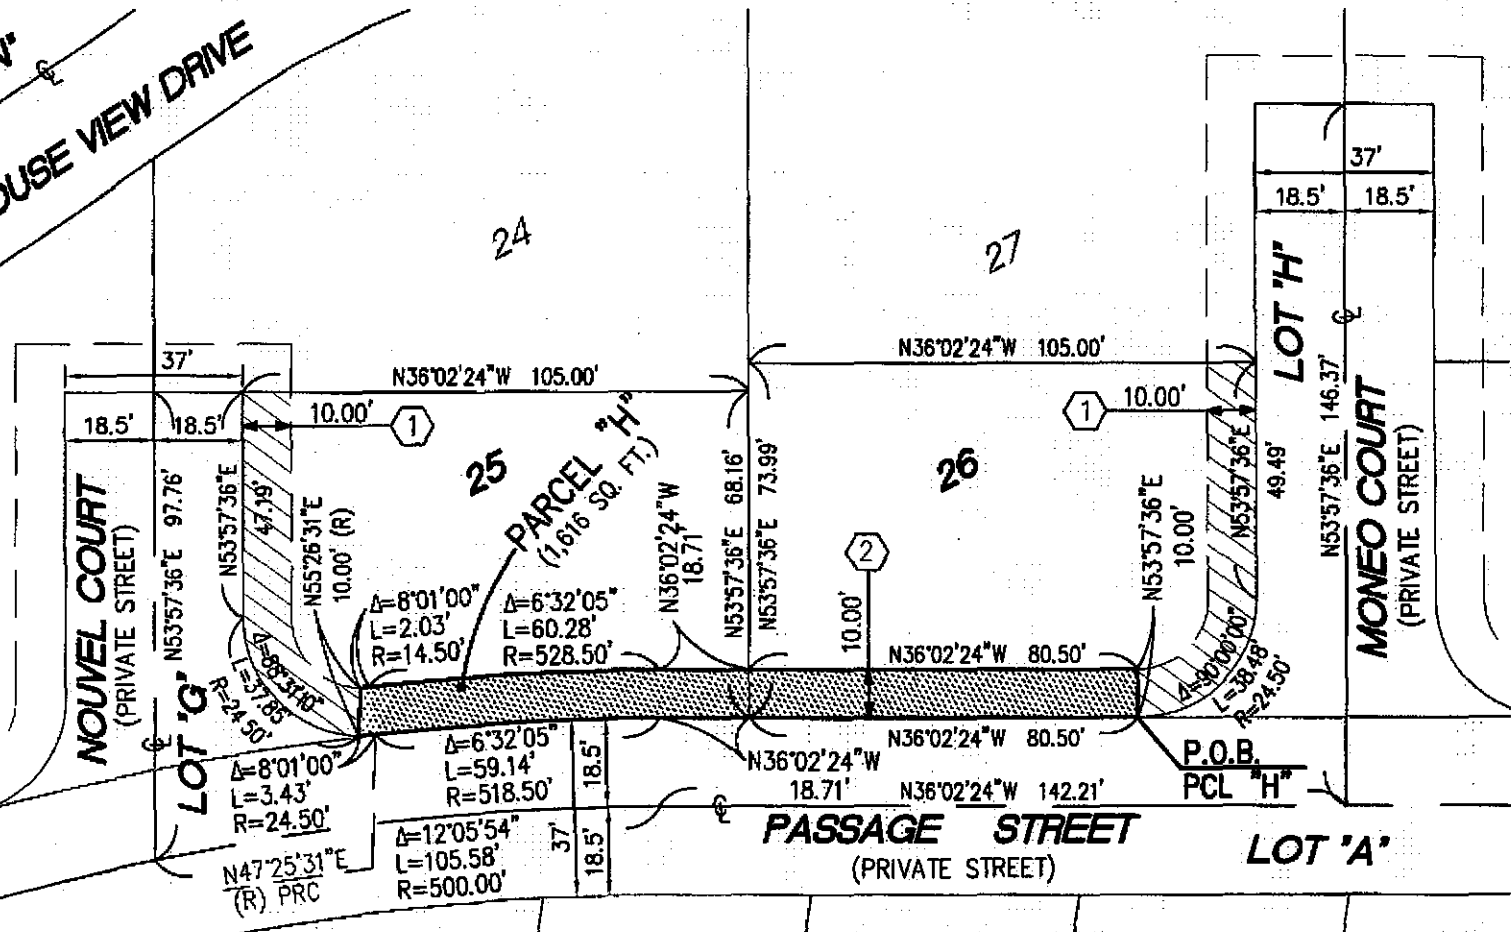 N"
℄
OUSE VIEW DRIVE
24
27
37'
18.5' 18.5'
LOT "H"
℄
N53°57'36"E 146.37'
MONEO COURT
(PRIVATE STREET)
37'
18.5' 18.5'
N36°02'24"W 105.00'
N36°02'24"W 105.00'
10.00'
1
10.00'
1
25
26
PARCEL "H"
(1,616 SQ. FT.)
NOUVEL COURT
(PRIVATE STREET)
LOT "G"
℄
N53°57'36"E 97.76'
N53°57'36"E
47.19'
N55°26'31"E
10.00' (R)
Δ=8°01'00"
L=2.03'
R=14.50'
Δ=6°32'05"
L=60.28'
R=528.50'
N36°02'24"W
18.71'
N53°57'36"E 68.16'
N53°57'36"E 73.99'
2
10.00'
N36°02'24"W 80.50'
N53°57'36"E
10.00'
N53°57'36"E
49.49'
L=37.85'
R=24.50'
Δ=90°00'00"
L=38.48'
R=24.50'
Δ=8°01'00"
L=3.43'
R=24.50'
Δ=6°32'05"
L=59.14'
R=518.50'
18.5'
37'
18.5'
N36°02'24"W
18.71'
N36°02'24"W 80.50'
P.O.B.
PCL "H"
N36°02'24"W 142.21'
℄
N47°25'31"E
(R) PRC
Δ=12°05'54"
L=105.58'
R=500.00'
PASSAGE STREET
(PRIVATE STREET)
LOT "A"